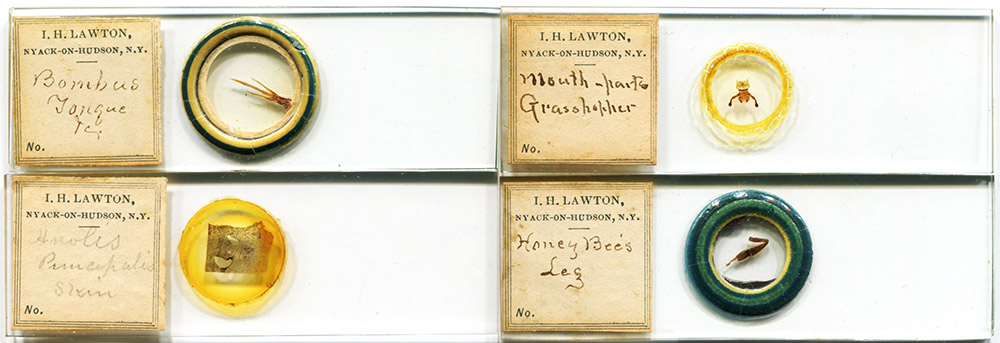 I. H. LAWTON,
NYACK-ON-HUDSON, N.Y.
Bombus
Tongue
No.
I. H. LAWTON,
NYACK-ON-HUDSON, N.Y.
Mouth-parts
Grasshopper
No.
I. H. LAWTON,
NYACK-ON-HUDSON, N.Y.
Anolis
Principalis
Skin
No.
I. H. LAWTON,
NYACK-ON-HUDSON, N.Y.
Honey Bee's
Leg
No.